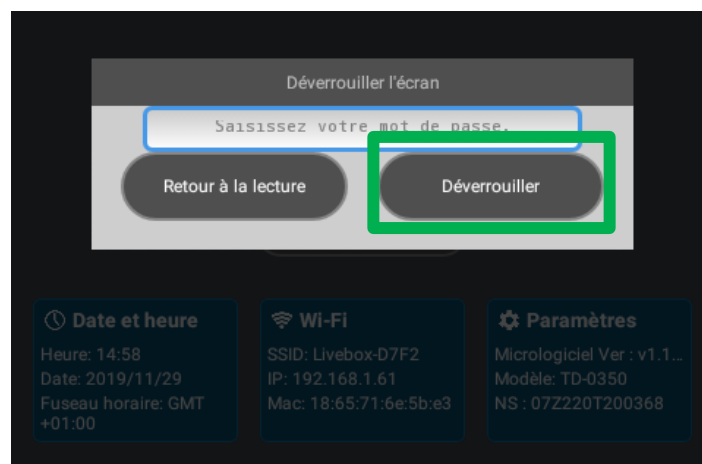 Déverrouiller l'écran
Saisissez votre mot de passe.
Retour à la lecture
Déverrouiller
Date et heure
Heure: 14:58
Date: 2019/11/29
Fuseau horaire: GMT
+01:00
Wi-Fi
SSID: Livebox-D7F2
IP: 192.168.1.61
Mac: 18:65:71:6e:5b:e3
Paramètres
Micrologiciel Ver : v1.1...
Modèle: TD-0350
NS : 07Z220T200368